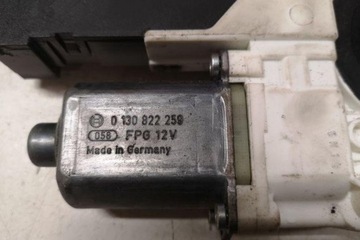 0 130 822 259
058 FPG 12V
Made in Germany